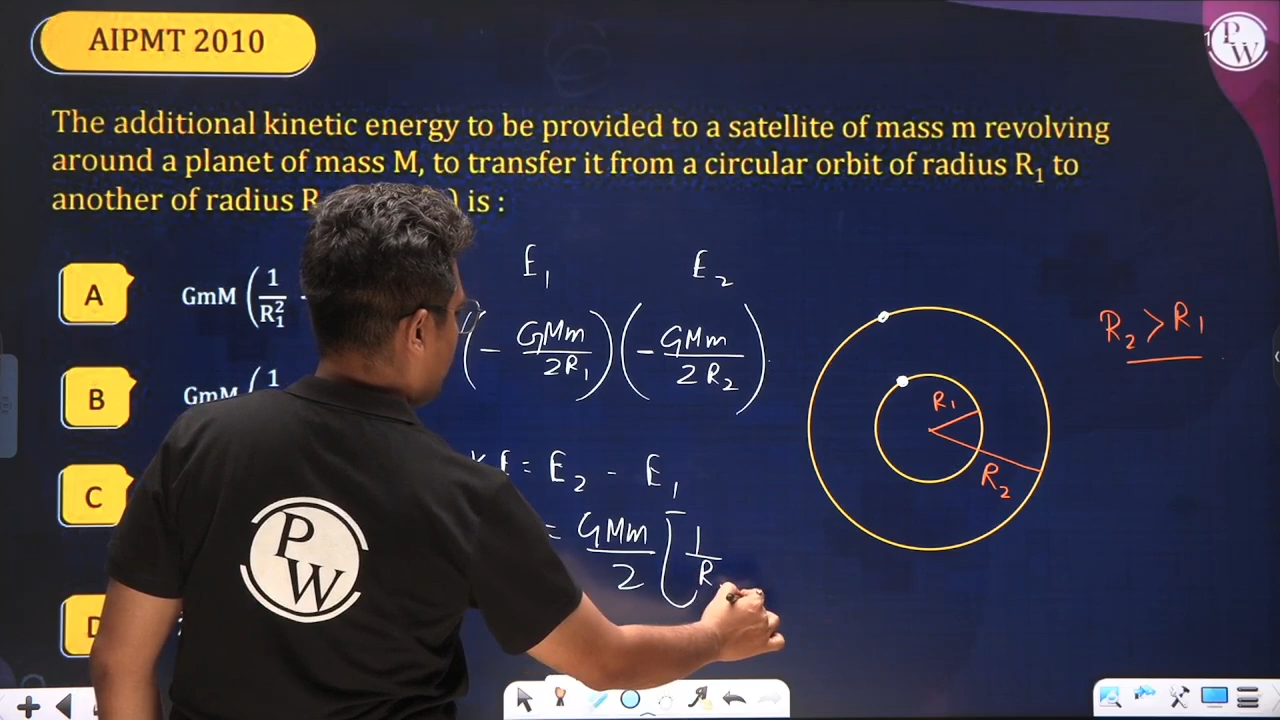 AIPMT 2010
PW
The additional kinetic energy to be provided to a satellite of mass m revolving
around a planet of mass M, to transfer it from a circular orbit of radius R₁ to
another of radius R ) is :
E₁ E₂
A GmM (1/R₁²
(- GMm/2R₁) (- GMm/2R₂)
R₂ > R₁
B GmM (1
R₁
R₂
= E₂ - E₁
C
= GMm/2 [1/R
PW
D